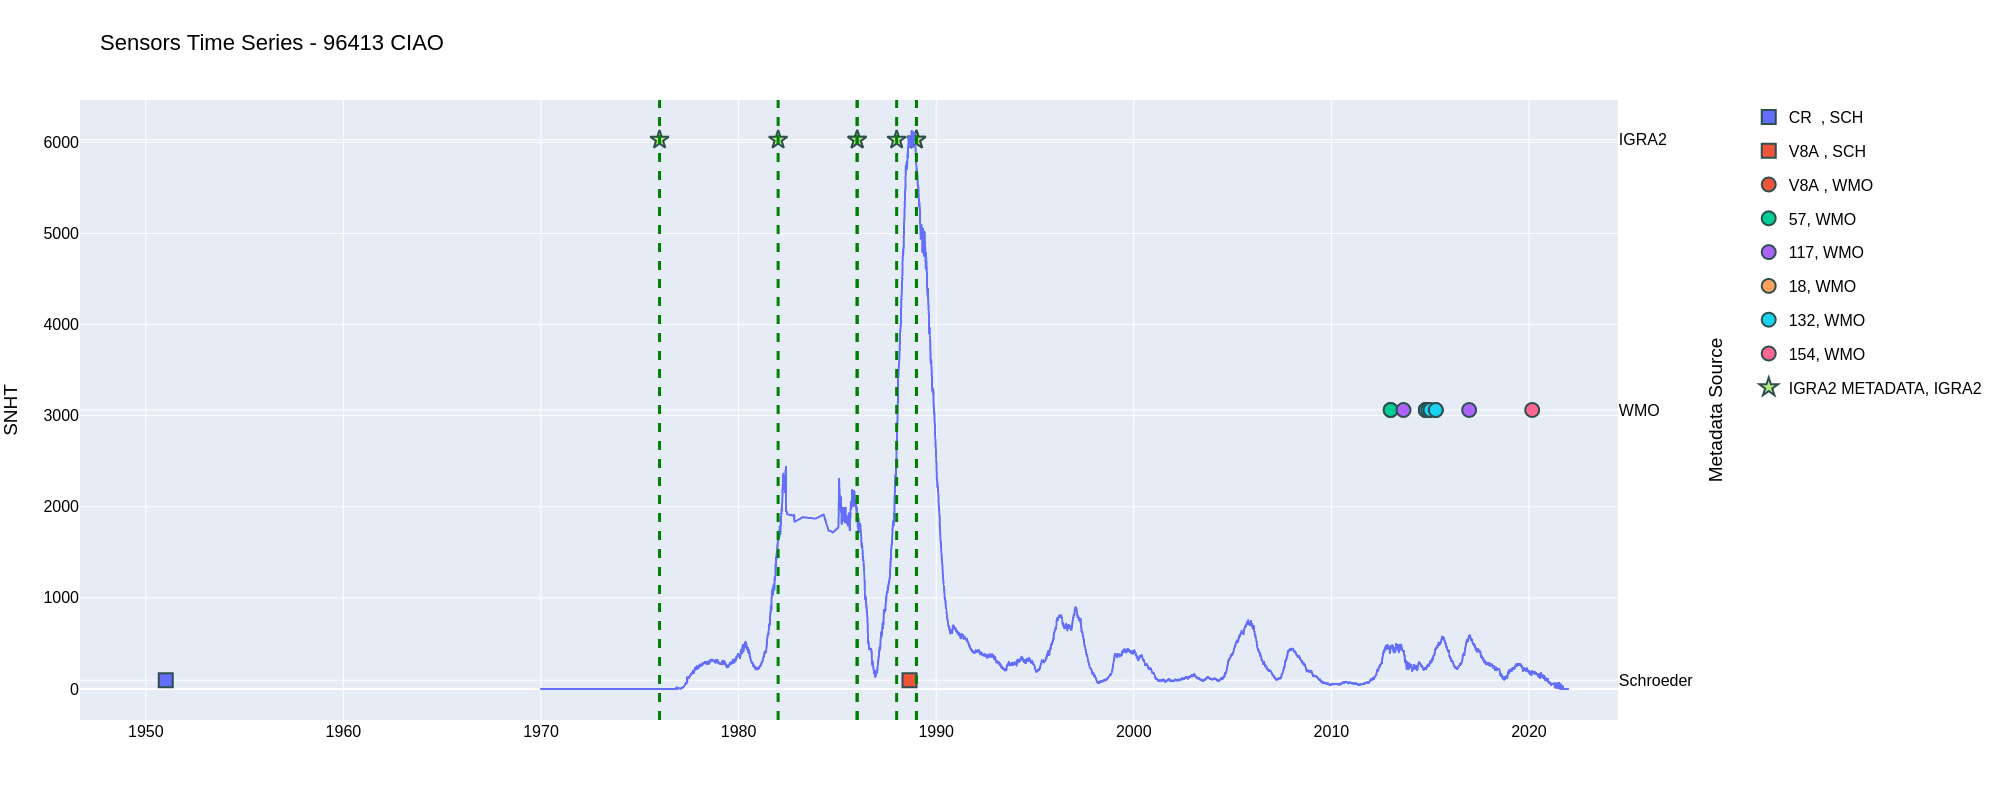 Sensors Time Series - 96413 CIAO
SNHT
6000
5000
4000
3000
2000
1000
0
1950
1960
1970
1980
1990
2000
2010
2020
IGRA2
WMO
Schroeder
Metadata Source
CR  , SCH
V8A , SCH
V8A , WMO
57, WMO
117, WMO
18, WMO
132, WMO
154, WMO
IGRA2 METADATA, IGRA2